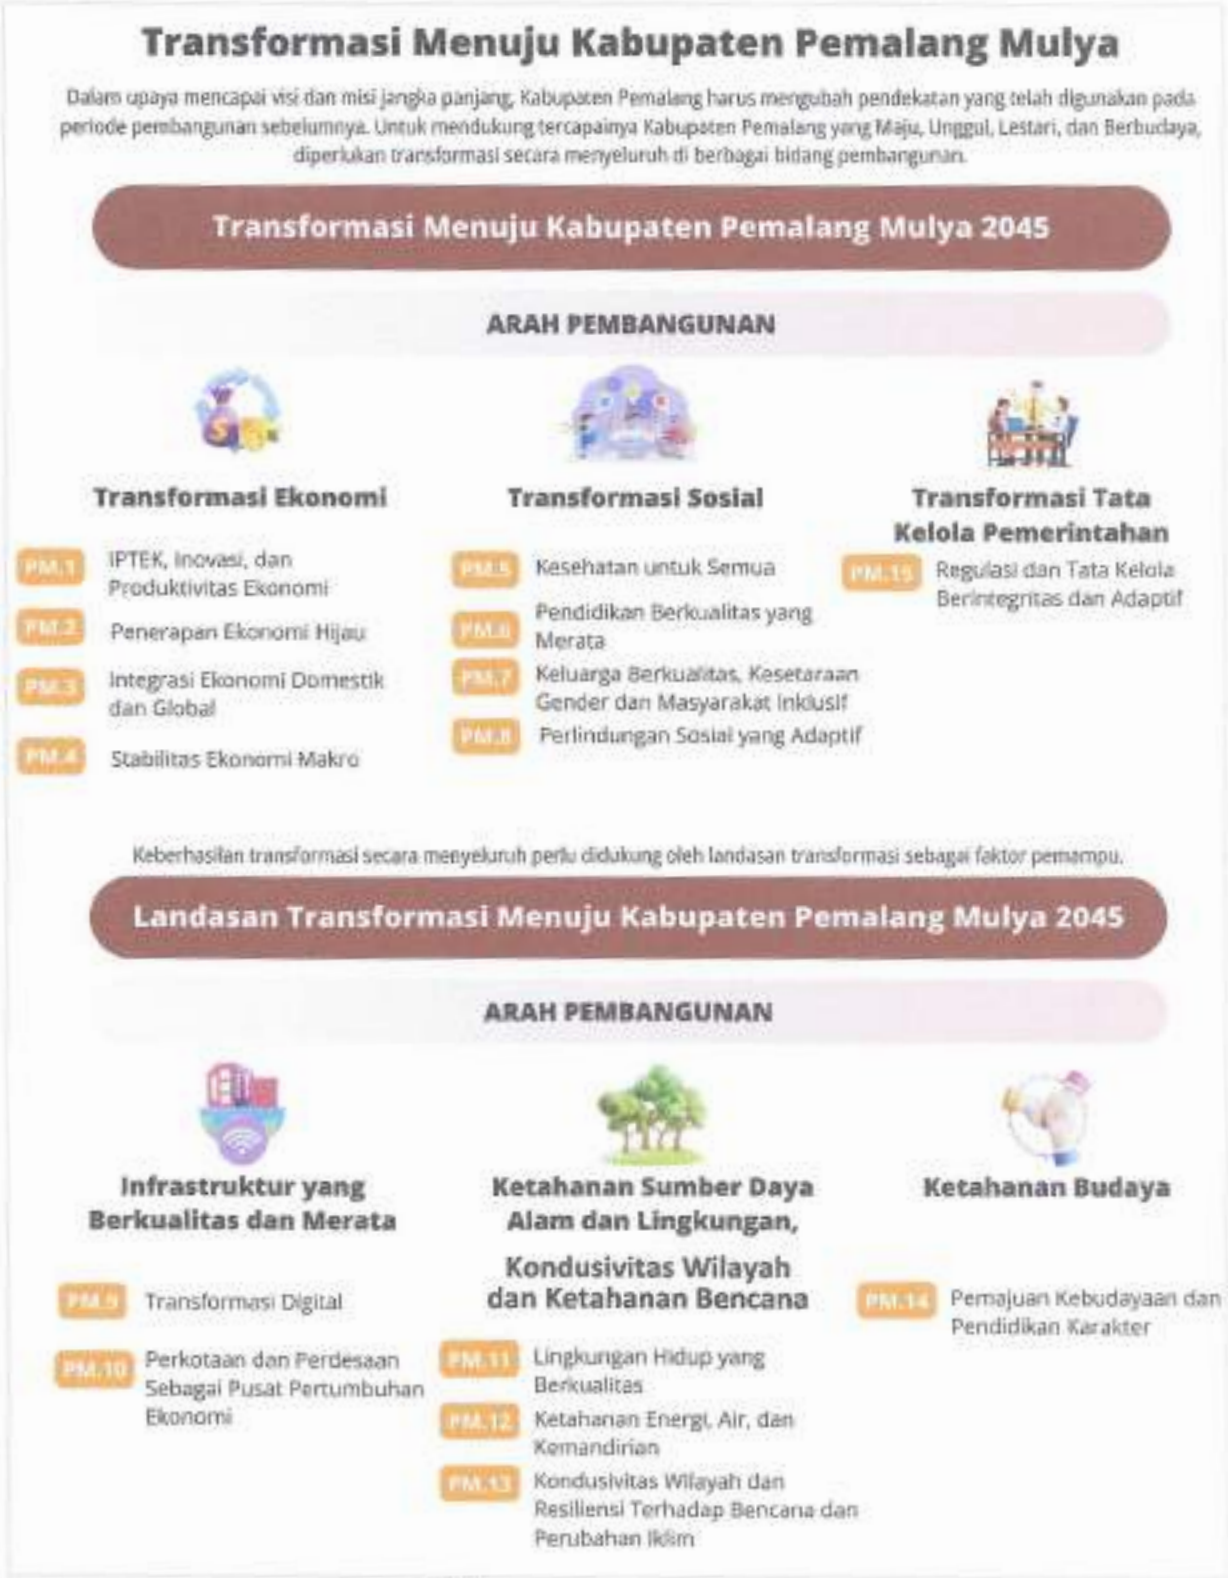 Transformasi Menuju Kabupaten Pemalang Mulya
Dalam upaya mencapai visi dan misi jangka panjang, Kabupaten Pemalang harus mengubah pendekatan yang telah digunakan pada
periode pembangunan sebelumnya. Untuk mendukung tercapainya Kabupaten Pemalang yang Maju, Unggul, Lestari, dan Berbudaya,
diperlukan transformasi secara menyeluruh di berbagai bidang pembangunan.
Transformasi Menuju Kabupaten Pemalang Mulya 2045
ARAH PEMBANGUNAN
Transformasi Ekonomi
PM.1 IPTEK, Inovasi, dan
Produktivitas Ekonomi
PM.2 Penerapan Ekonomi Hijau
PM.3 Integrasi Ekonomi Domestik
dan Global
PM.4 Stabilitas Ekonomi Makro
Transformasi Sosial
PM.5 Kesehatan untuk Semua
PM.6 Pendidikan Berkualitas yang
Merata
PM.7 Keluarga Berkualitas, Kesetaraan
Gender dan Masyarakat Inklusif
PM.8 Perlindungan Sosial yang Adaptif
Transformasi Tata
Kelola Pemerintahan
PM.15 Regulasi dan Tata Kelola
Berintegritas dan Adaptif
Keberhasilan transformasi secara menyeluruh perlu didukung oleh landasan transformasi sebagai faktor pemampu.
Landasan Transformasi Menuju Kabupaten Pemalang Mulya 2045
ARAH PEMBANGUNAN
Infrastruktur yang
Berkualitas dan Merata
PM.9 Transformasi Digital
PM.10 Perkotaan dan Perdesaan
Sebagai Pusat Pertumbuhan
Ekonomi
Ketahanan Sumber Daya
Alam dan Lingkungan,
Kondusivitas Wilayah
dan Ketahanan Bencana
PM.11 Lingkungan Hidup yang
Berkualitas
PM.12 Ketahanan Energi, Air, dan
Kemandirian
PM.13 Kondusivitas Wilayah dan
Resiliensi Terhadap Bencana dan
Perubahan Iklim
Ketahanan Budaya
PM.14 Pemajuan Kebudayaan dan
Pendidikan Karakter